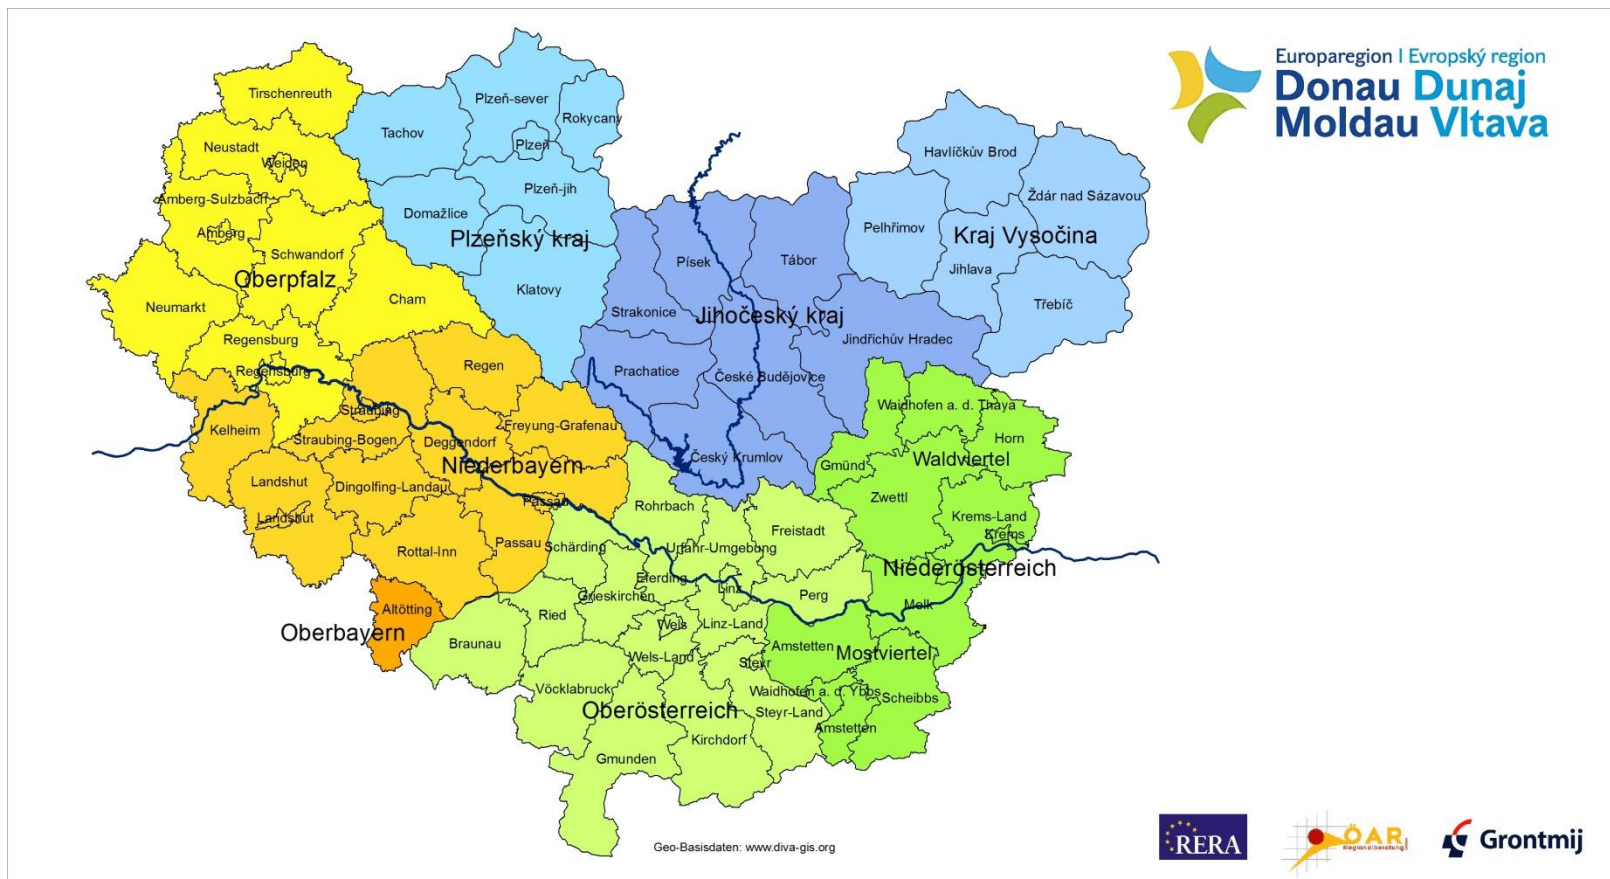 Europaregion | Evropský region
Donau Dunaj
Moldau Vltava
Tirschenreuth
Plzeň-sever
Rokycany
Tachov
Plzeň
Neustadt
Weiden
Havlíčkův Brod
Plzeň-jih
Ždár nad Sázavou
Amberg-Sulzbach
Domažlice
Pelhřimov
Amberg
Plzeňský kraj
Kraj Vysočina
Schwandorf
Písek
Tábor
Jihlava
Oberpfalz
Klatovy
Cham
Neumarkt
Třebíč
Strakonice
Jihočeský kraj
Regensburg
Jindřichův Hradec
Regen
Regensburg
Prachatice
České Budějovice
Straubing
Waidhofen a. d. Thaya
Kelheim
Freyung-Grafenau
Straubing-Bogen
Deggendorf
Horn
Český Krumlov
Waldviertel
Niederbayern
Gmünd
Landshut
Dingolfing-Landau
Zwettl
Passau
Rohrbach
Krems-Land
Landshut
Freistadt
Krems
Rottal-Inn
Passau
Schärding
Urfahr-Umgebung
Niederösterreich
Eferding
Linz
Perg
Grieskirchen
Melk
Altötting
Ried
Wels
Linz-Land
Oberbayern
Braunau
Amstetten
Mostviertel
Wels-Land
Steyr
Vöcklabruck
Waidhofen a. d. Ybbs
Scheibbs
Oberösterreich
Steyr-Land
Amstetten
Kirchdorf
Gmunden
Geo-Basisdaten: www.diva-gis.org
RERA
ÖAR
Regionalberatung
Grontmij